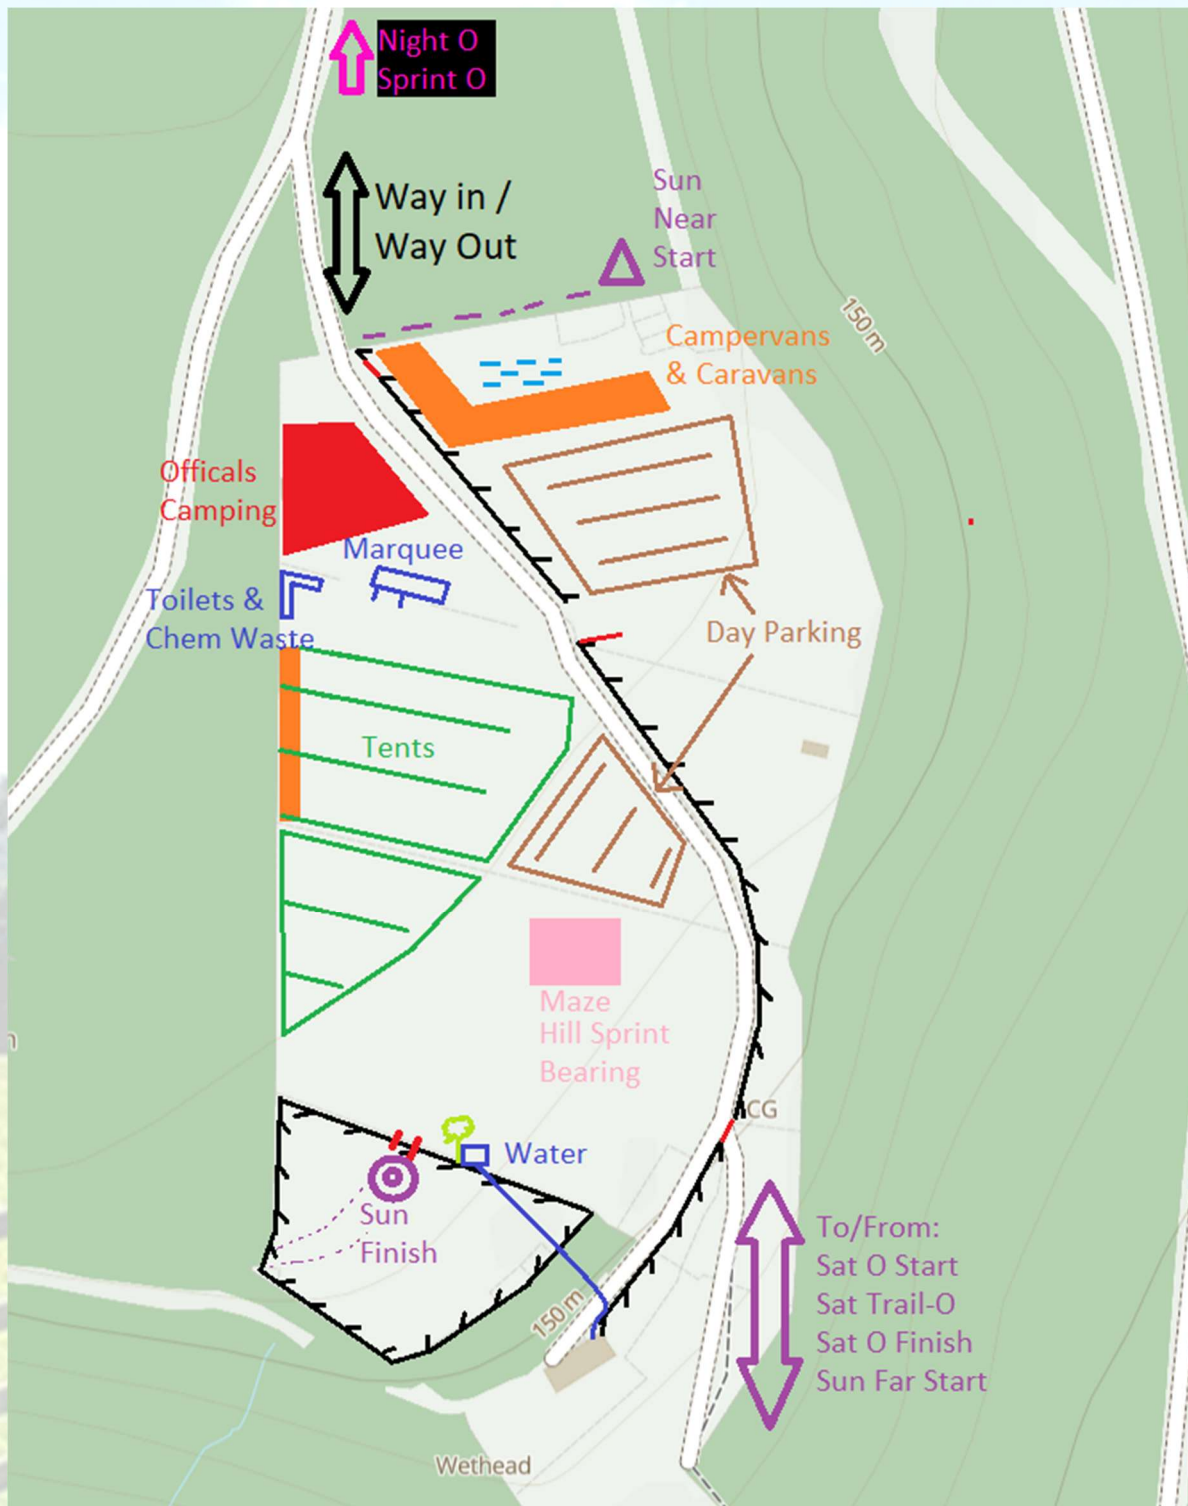 Night O
Sprint O
Way in /
Way Out
Sun
Near
Start
150 m
Campervans
& Caravans
Officals
Camping
Marquee
Toilets &
Chem Waste
Day Parking
Tents
Maze
Hill Sprint
Bearing
CG
Water
Sun
Finish
To/From:
Sat O Start
Sat Trail-O
Sat O Finish
Sun Far Start
150 m
Wethead